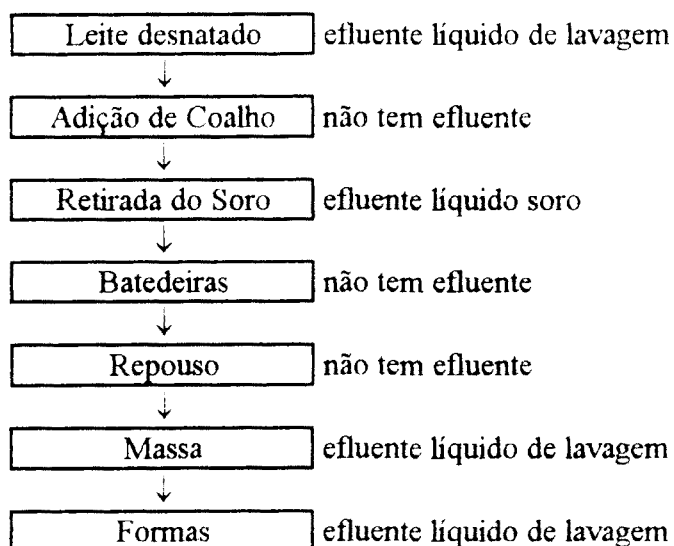 Leite desnatado efluente líquido de lavagem
Adição de Coalho não tem efluente
Retirada do Soro efluente líquido soro
Batedeiras não tem efluente
Repouso não tem efluente
Massa efluente líquido de lavagem
Formas efluente líquido de lavagem